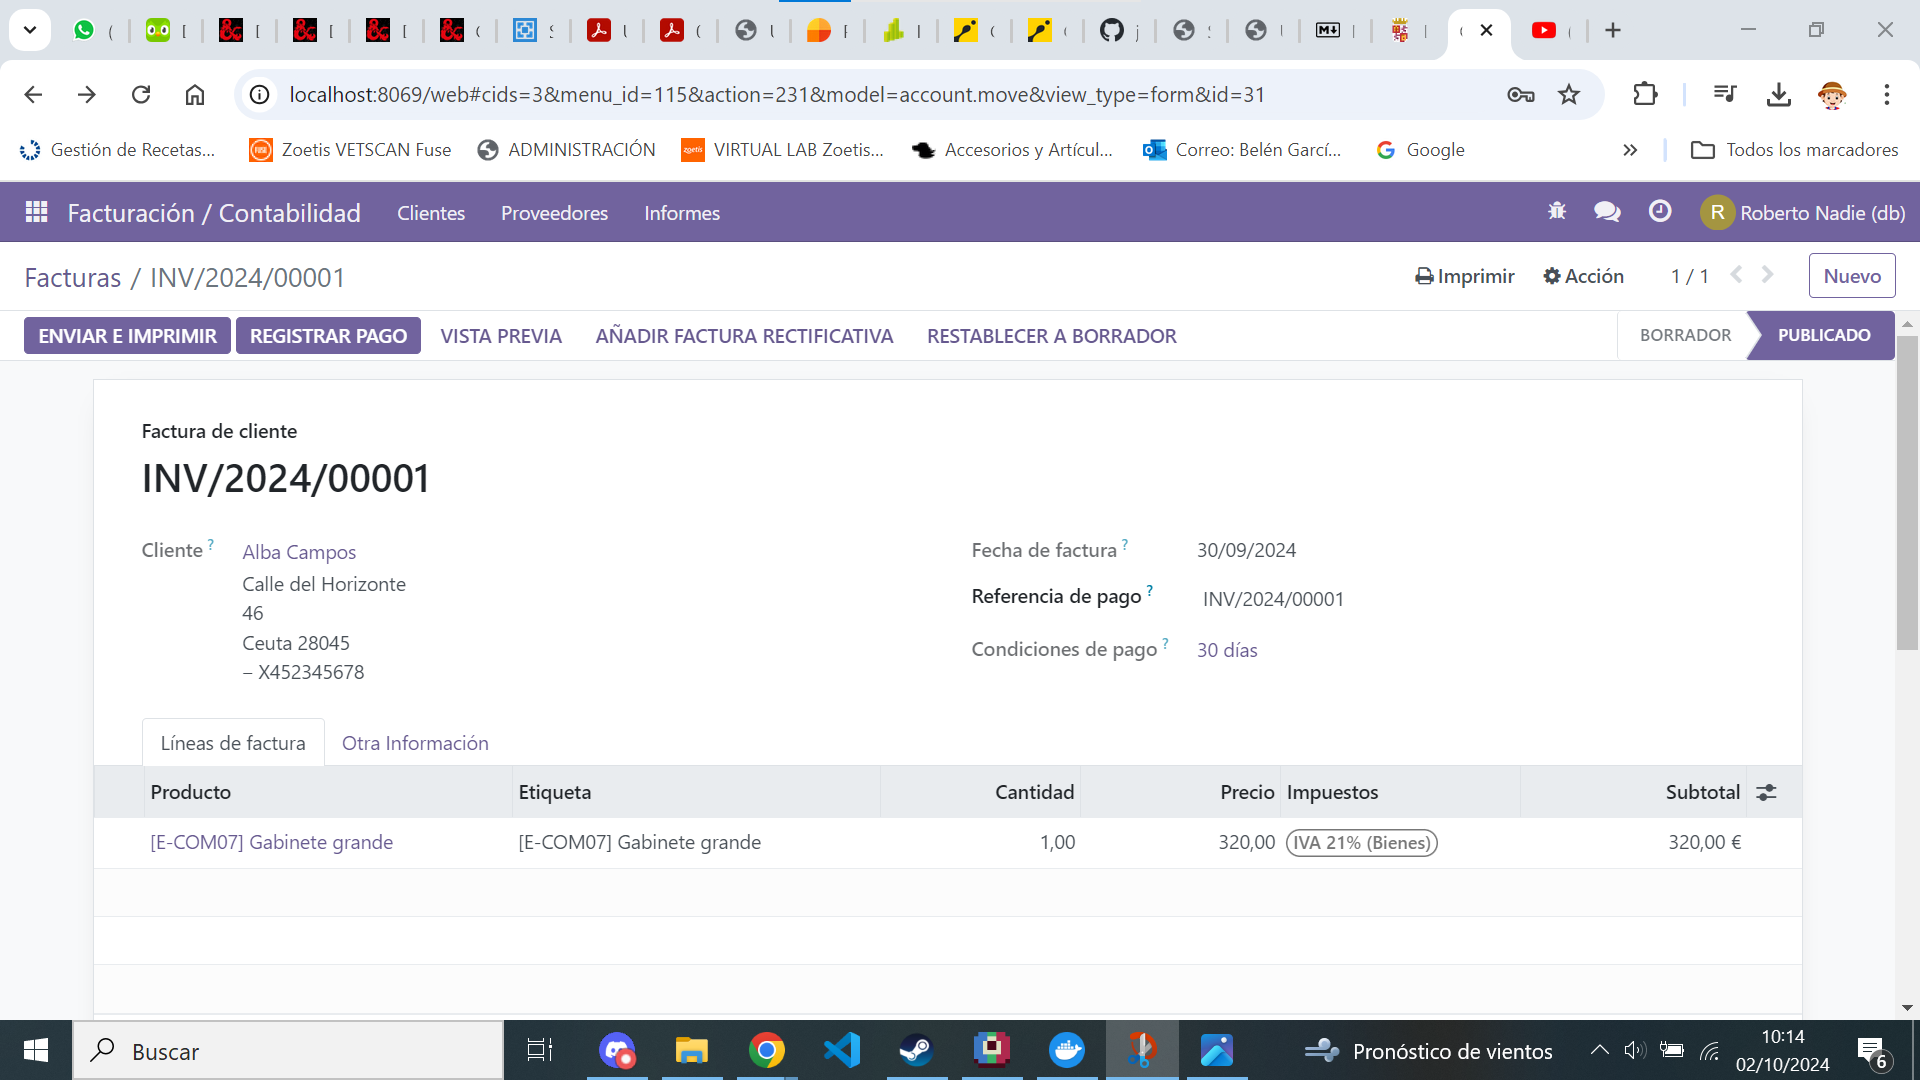 localhost:8069/web#cids=3&menu_id=115&action=231&model=account.move&view_type=form&id=31
Gestión de Recetas... Zoetis VETSCAN Fuse ADMINISTRACIÓN VIRTUAL LAB Zoetis... Accesorios y Artícul... Correo: Belén Garcí... Google » Todos los marcadores
Facturación / Contabilidad Clientes Proveedores Informes R Roberto Nadie (db)
Facturas / INV/2024/00001 Imprimir Acción 1 / 1 Nuevo
ENVIAR E IMPRIMIR REGISTRAR PAGO VISTA PREVIA AÑADIR FACTURA RECTIFICATIVA RESTABLECER A BORRADOR BORRADOR PUBLICADO
Factura de cliente
INV/2024/00001
Cliente ? Alba Campos
Calle del Horizonte
46
Ceuta 28045
– X452345678
Fecha de factura ? 30/09/2024
Referencia de pago ? INV/2024/00001
Condiciones de pago ? 30 días
Líneas de factura Otra Información
Producto Etiqueta Cantidad Precio Impuestos Subtotal
[E-COM07] Gabinete grande [E-COM07] Gabinete grande 1,00 320,00 IVA 21% (Bienes) 320,00 €
Buscar Pronóstico de vientos 10:14
02/10/2024
6